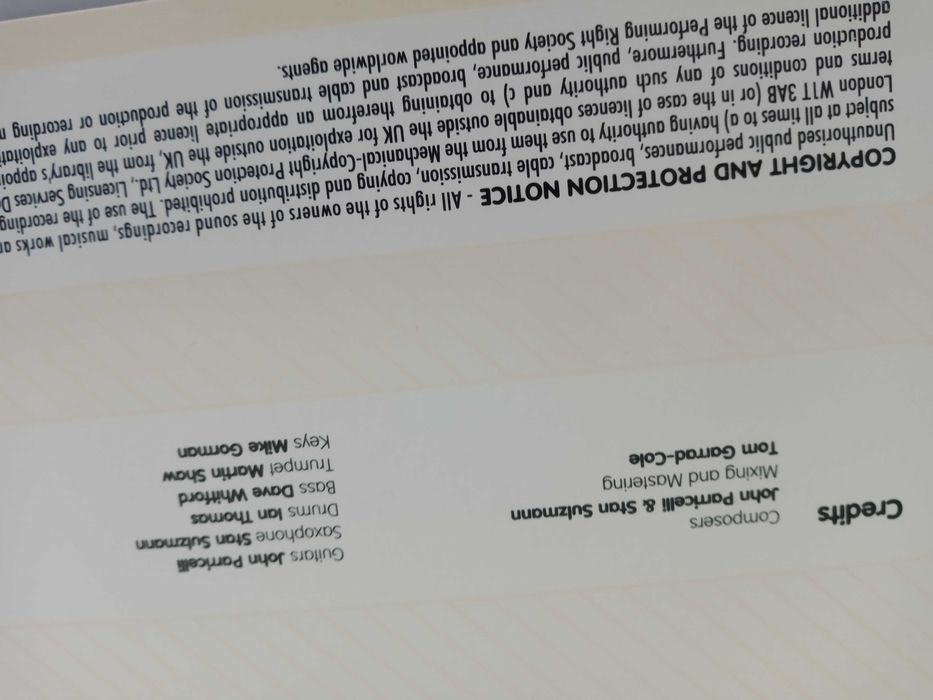 Credits
Composers
John Parricelli & Stan Sulzmann
Mixing and Mastering
Tom Garrad-Cole
Guitars John Parricelli
Saxophone Stan Sulzmann
Drums Ian Thomas
Bass Dave Whitford
Trumpet Martin Shaw
Keys Mike Gorman
COPYRIGHT AND PROTECTION NOTICE - All rights of the owners of the sound recordings, musical works
Unauthorised public performances, broadcast, cable transmission, copying and distribution prohibited. The use of the recording
subject at all times to a) having authority to use them from the Mechanical-Copyright Protection Society Ltd., Licensing Services
London W1T 3AB (or in the case of licences obtainable outside the UK for exploitation outside the UK, from the library's
terms and conditions of any such authority and c) to obtaining therefrom an appropriate licence prior to any
production recording. Furthermore, public performance, broadcast and cable transmission of the production or recording
additional licence of the Performing Right Society and appointed worldwide agents.